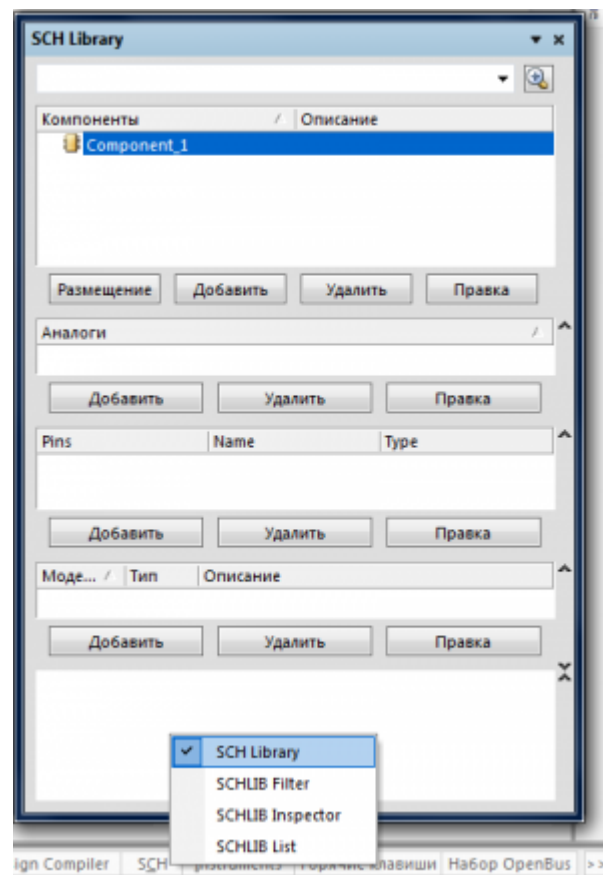 SCH Library
Компоненты Описание
Component_1
Размещение Добавить Удалить Правка
Аналоги
Добавить Удалить Правка
Pins Name Type
Добавить Удалить Правка
Моде... Тип Описание
Добавить Удалить Правка
SCH Library
SCHLIB Filter
SCHLIB Inspector
SCHLIB List
ign Compiler SCH клавиши Набор OpenBus >>